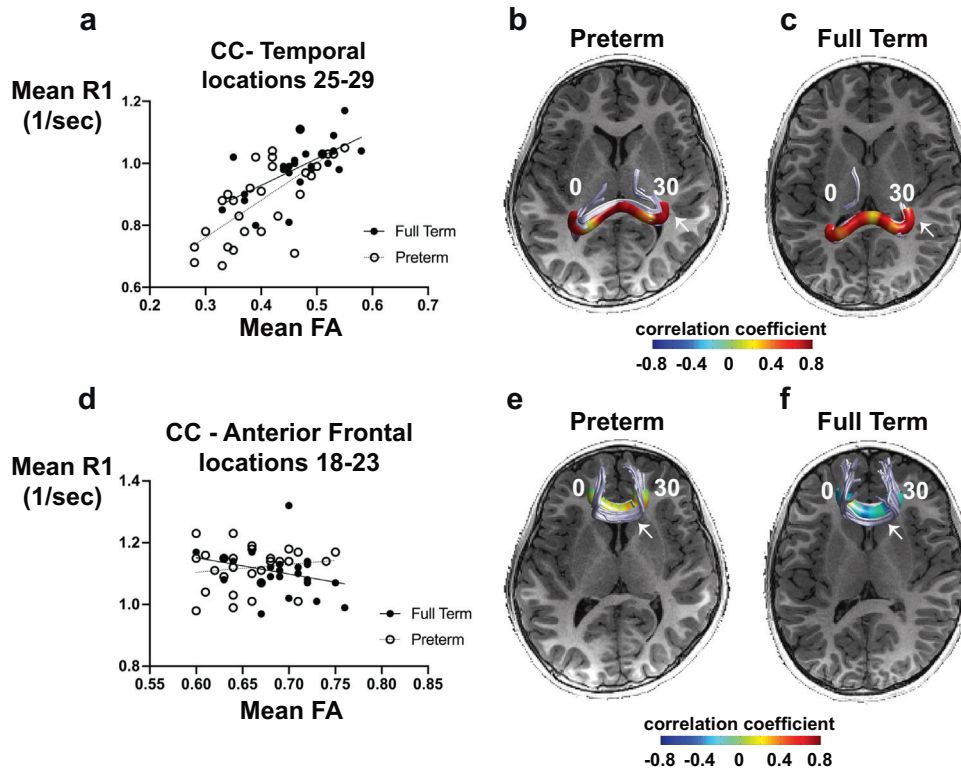 a
CC- Temporal
locations 25-29
Mean R1
(1/sec)
1.2
1.0
0.8
0.6
0.2
0.3
0.4
0.5
0.6
0.7
Full Term
Preterm
Mean FA
b
Preterm
0
30
c
Full Term
0
30
correlation coefficient
-0.8 -0.4 0 0.4 0.8
d
CC - Anterior Frontal
locations 18-23
Mean R1
(1/sec)
1.4
1.2
1.0
0.8
0.55
0.60
0.65
0.70
0.75
0.80
0.85
Full Term
Preterm
Mean FA
e
Preterm
0
30
f
Full Term
0
30
correlation coefficient
-0.8 -0.4 0 0.4 0.8